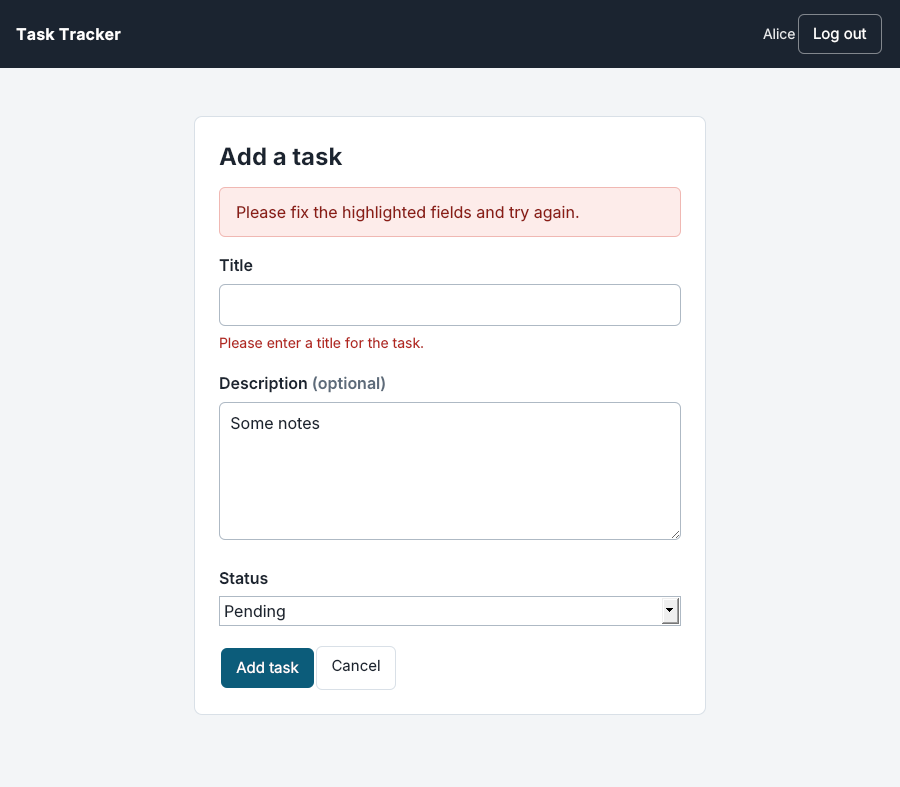 Task Tracker
Alice Log out
Add a task
Please fix the highlighted fields and try again.
Title
Please enter a title for the task.
Description (optional)
Some notes
Status
Pending
Add task Cancel